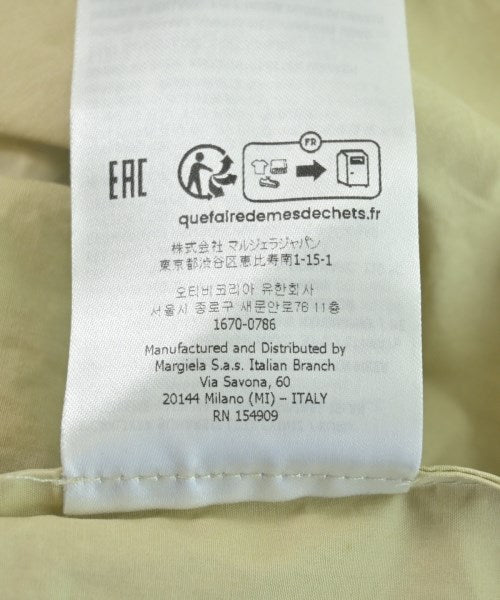 FR
EAC
quefairedemesdechets.fr
株式会社 マルジェラジャパン
東京都渋谷区恵比寿南1-15-1
오티비코리아 유한회사
서울시 종로구 새문안로76 11층
1670-0786
Manufactured and Distributed by
Margiela S.a.s. Italian Branch
Via Savona, 60
20144 Milano (MI) – ITALY
RN 154909